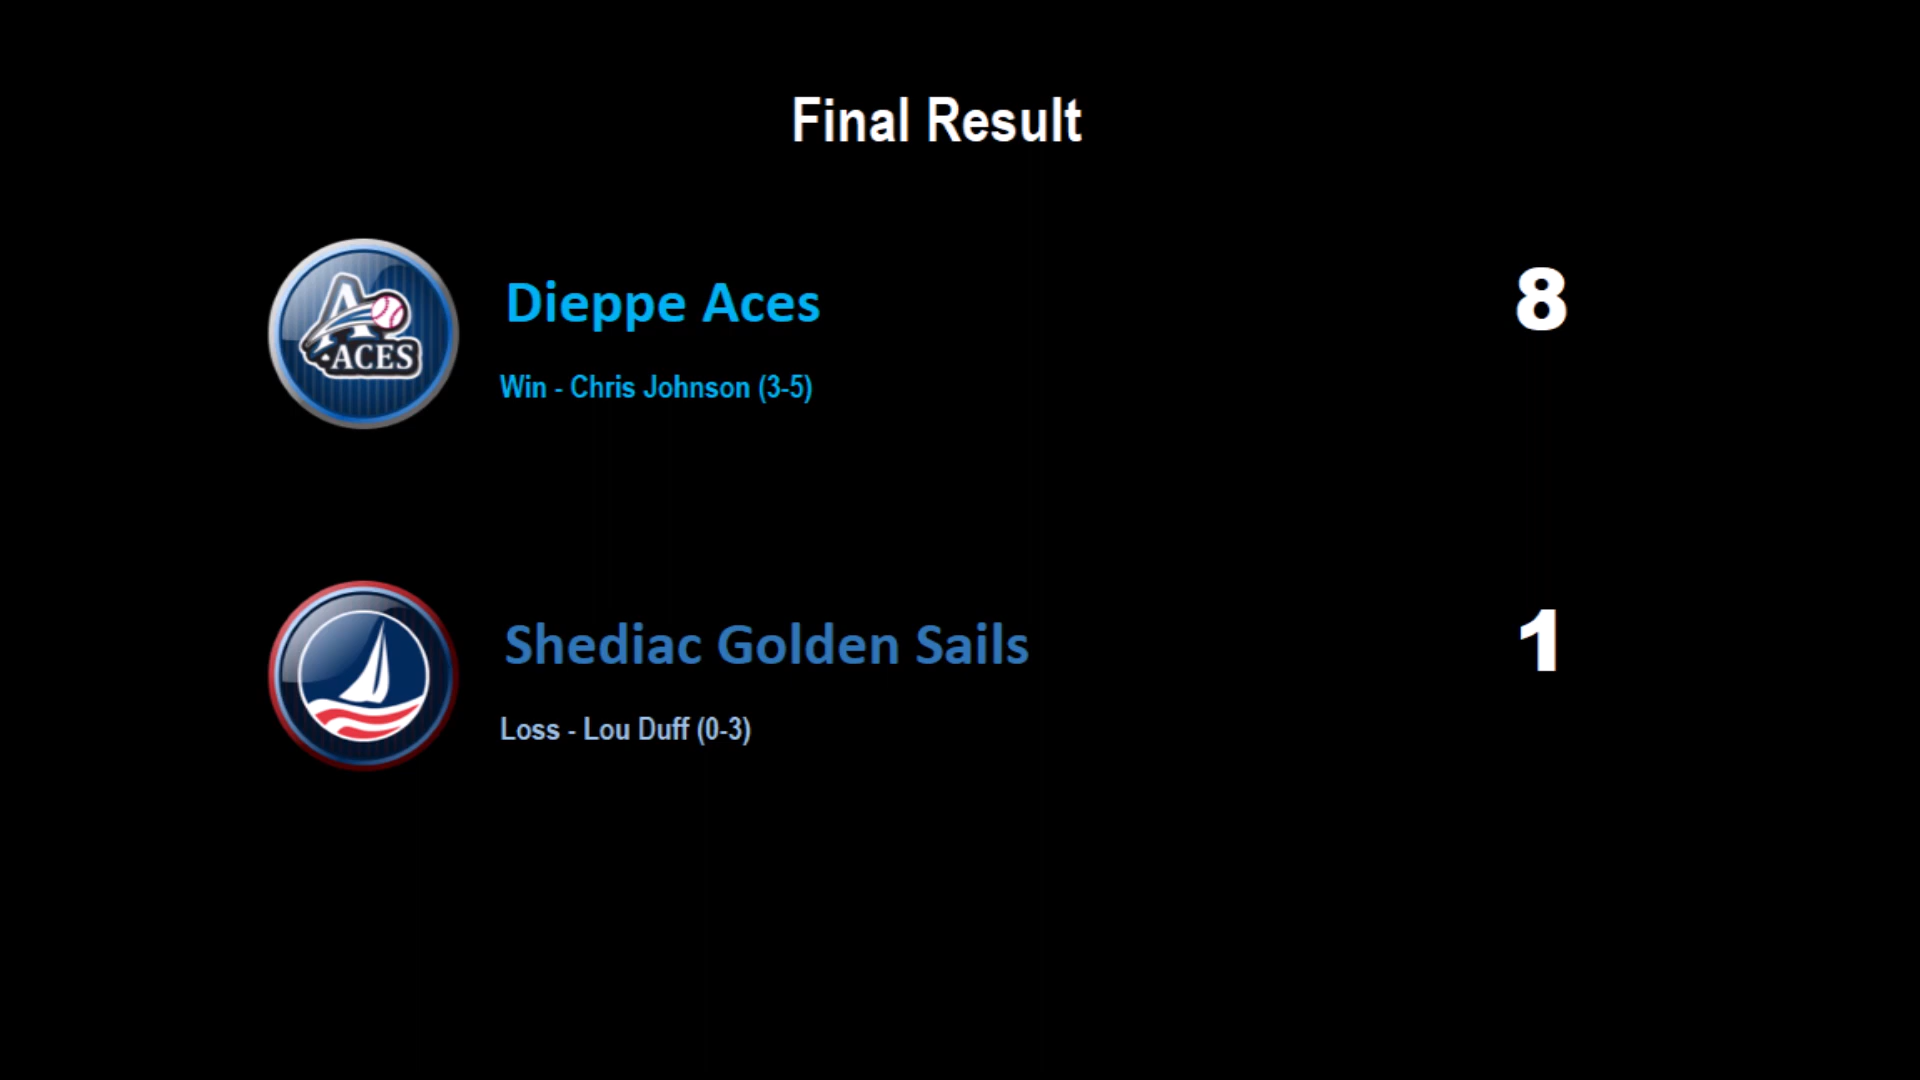 Final Result
A
ACES
Dieppe Aces
8
Win - Chris Johnson (3-5)
Shediac Golden Sails
1
Loss - Lou Duff (0-3)